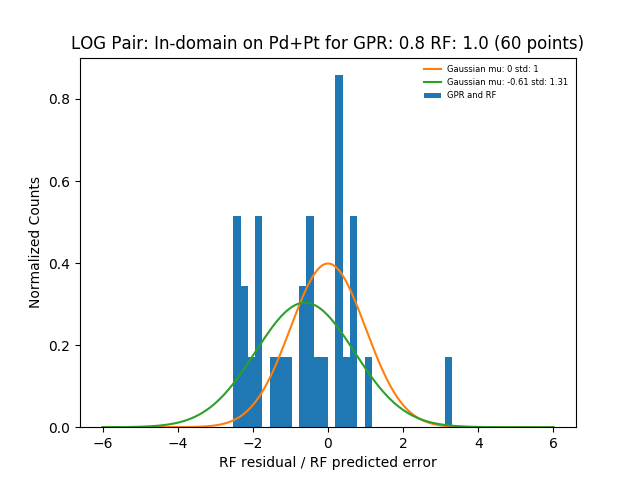 LOG Pair: In-domain on Pd+Pt for GPR: 0.8 RF: 1.0 (60 points)
Gaussian mu: 0 std: 1
Gaussian mu: -0.61 std: 1.31
GPR and RF
Normalized Counts
0.8
0.6
0.4
0.2
0.0
−6 −4 −2 0 2 4 6
RF residual / RF predicted error